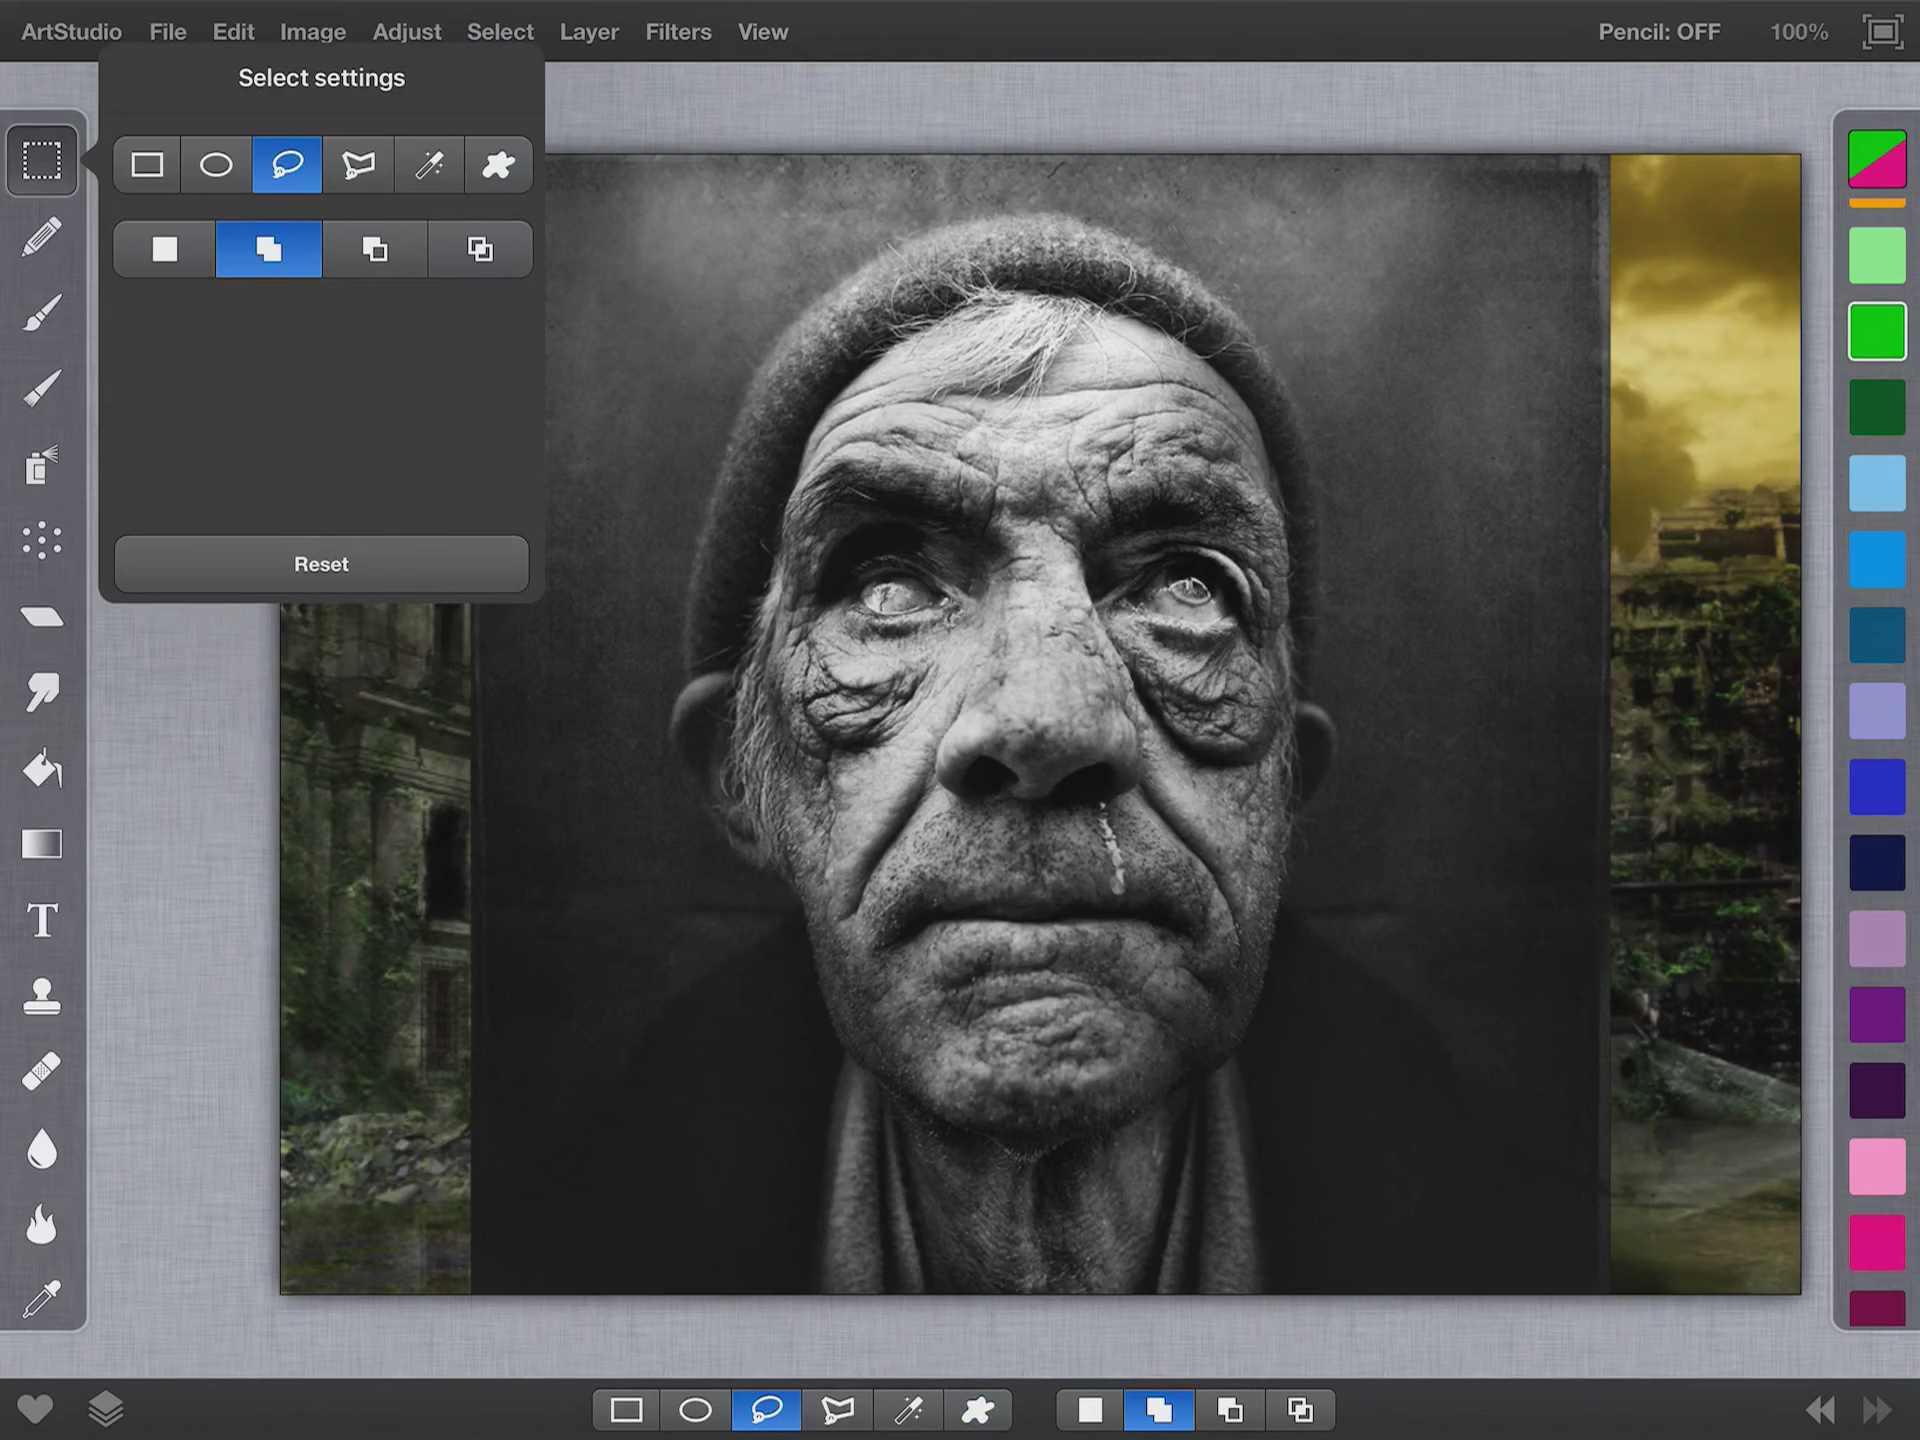 ArtStudio File Edit Image Adjust Select Layer Filters View Pencil: OFF 100%
Select settings
Reset
T